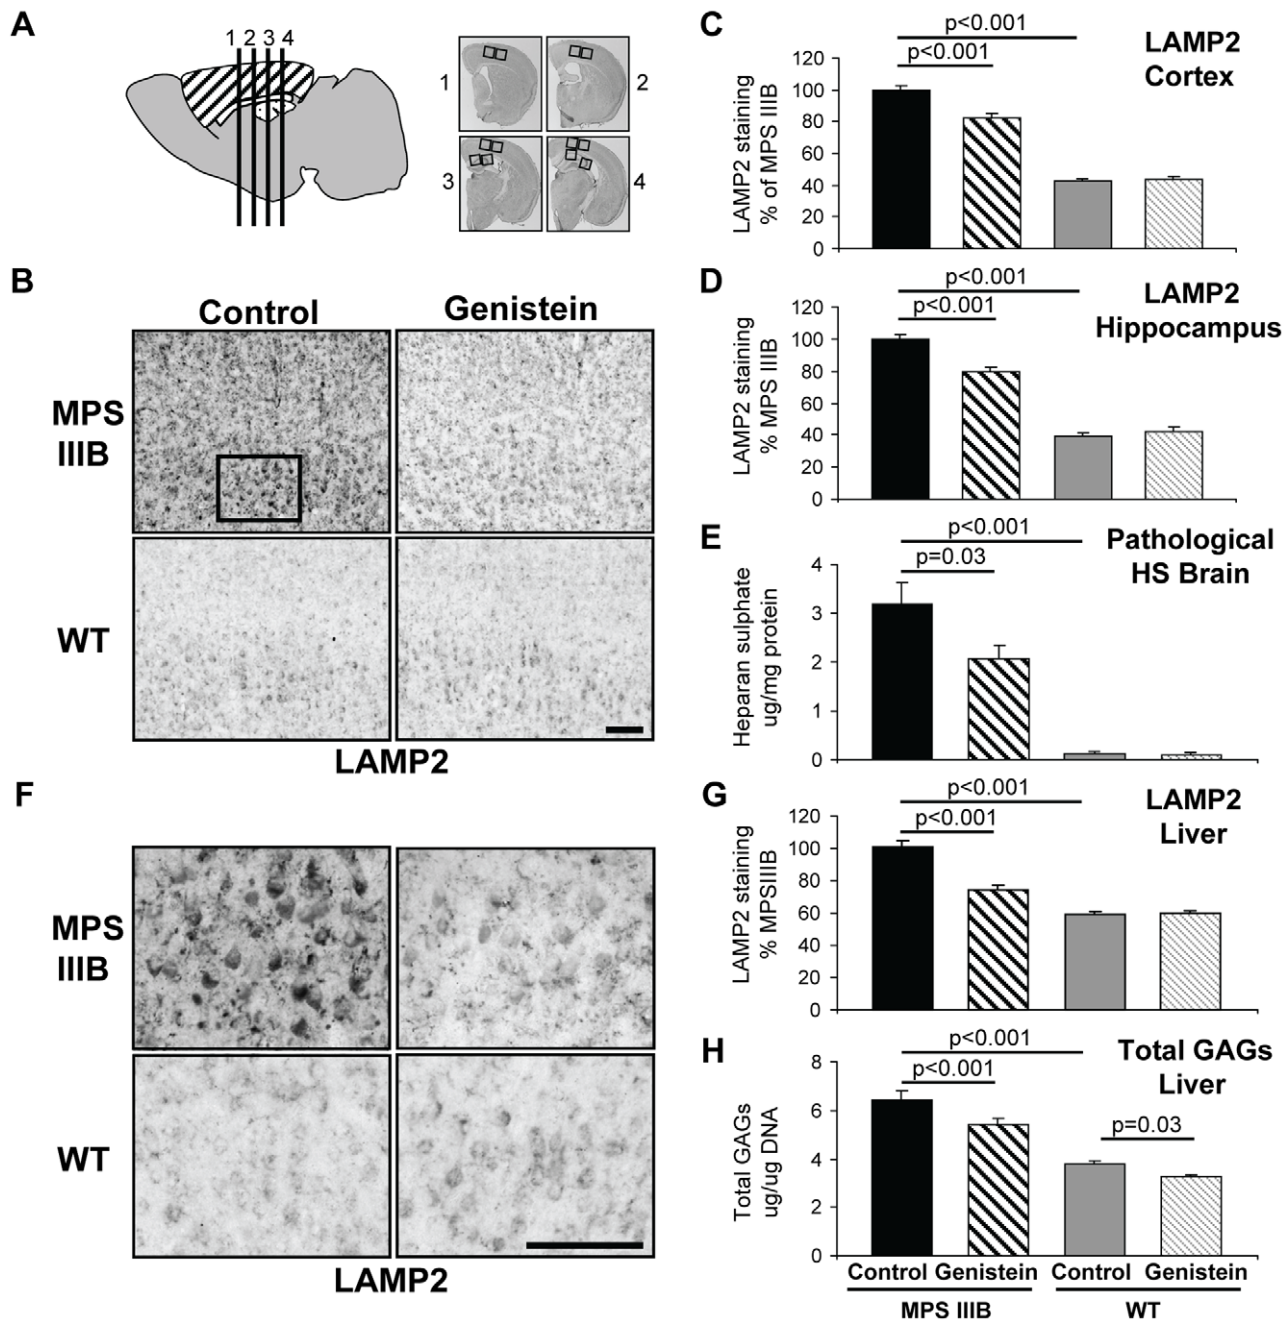 A
1 2 3 4
1
2
3
4
B
Control
Genistein
MPS
IIIB
WT
LAMP2
F
MPS
IIIB
WT
LAMP2
C
p<0.001
p<0.001
LAMP2
Cortex
LAMP2 staining
% of MPS IIIB
120
100
80
60
40
20
0
D
p<0.001
p<0.001
LAMP2
Hippocampus
LAMP2 staining
% MPS IIIB
120
100
80
60
40
20
0
E
p<0.001
p=0.03
Pathological
HS Brain
Heparan sulphate
ug/mg protein
4
3
2
1
0
G
p<0.001
p<0.001
LAMP2
Liver
LAMP2 staining
% MPSIIIB
120
100
80
60
40
20
0
H
p<0.001
p<0.001
p=0.03
Total GAGs
Liver
Total GAGs
ug/ug DNA
8
6
4
2
0
Control Genistein Control Genistein
MPS IIIB WT